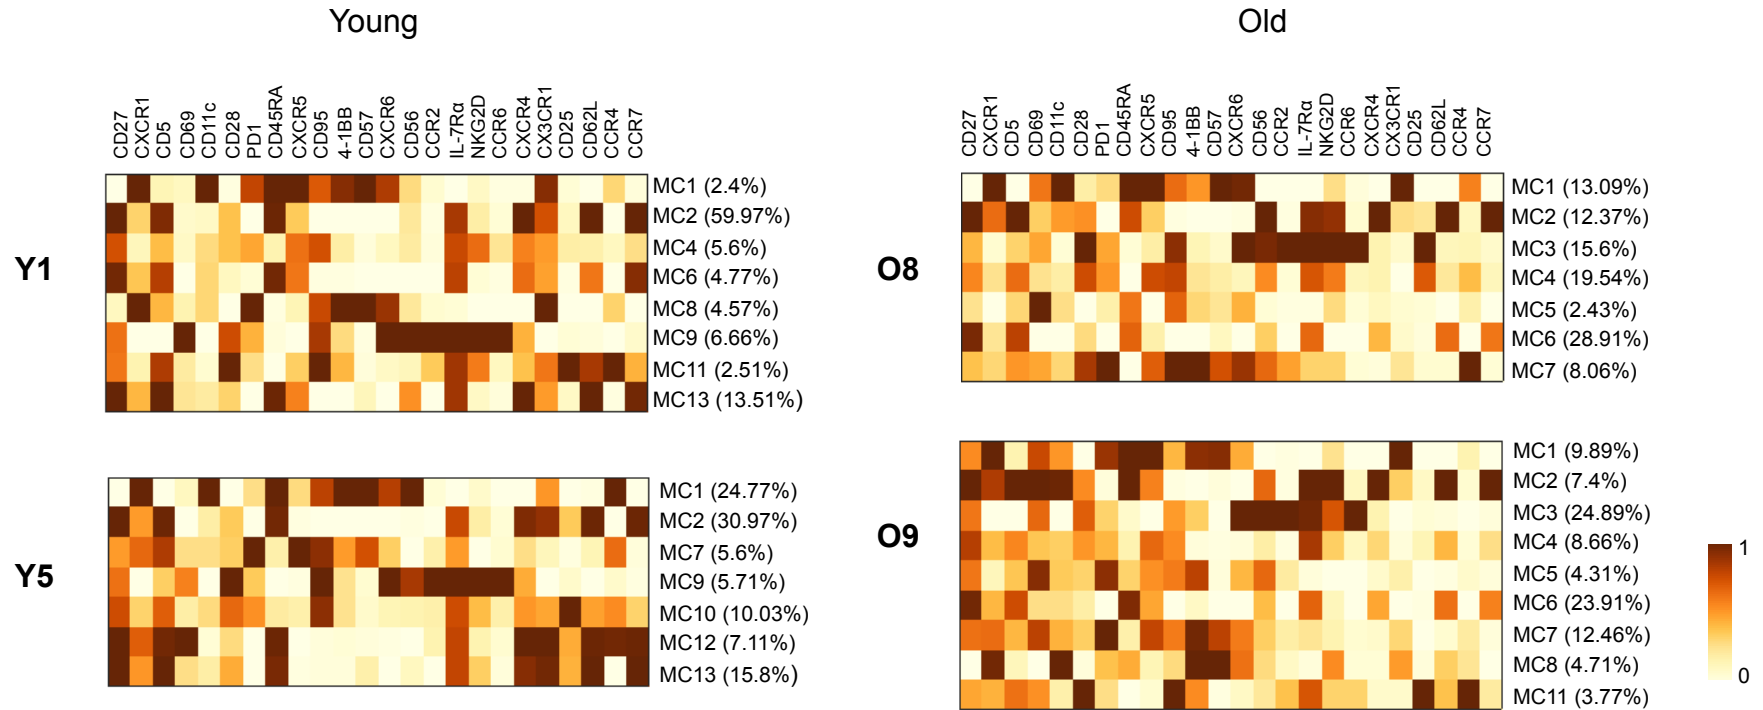 Young
Old
CD27
CXCR1
CD5
CD69
CD11c
CD28
PD1
CD45RA
CXCR5
CD95
4-1BB
CD57
CXCR6
CD56
CCR2
IL-7Rα
NKG2D
CCR6
CXCR4
CX3CR1
CD25
CD62L
CCR4
CCR7
Y1
MC1 (2.4%)
MC2 (59.97%)
MC4 (5.6%)
MC6 (4.77%)
MC8 (4.57%)
MC9 (6.66%)
MC11 (2.51%)
MC13 (13.51%)
CD27
CXCR1
CD5
CD69
CD11c
CD28
PD1
CD45RA
CXCR5
CD95
4-1BB
CD57
CXCR6
CD56
CCR2
IL-7Rα
NKG2D
CCR6
CXCR4
CX3CR1
CD25
CD62L
CCR4
CCR7
O8
MC1 (13.09%)
MC2 (12.37%)
MC3 (15.6%)
MC4 (19.54%)
MC5 (2.43%)
MC6 (28.91%)
MC7 (8.06%)
Y5
MC1 (24.77%)
MC2 (30.97%)
MC7 (5.6%)
MC9 (5.71%)
MC10 (10.03%)
MC12 (7.11%)
MC13 (15.8%)
O9
MC1 (9.89%)
MC2 (7.4%)
MC3 (24.89%)
MC4 (8.66%)
MC5 (4.31%)
MC6 (23.91%)
MC7 (12.46%)
MC8 (4.71%)
MC11 (3.77%)
1
0